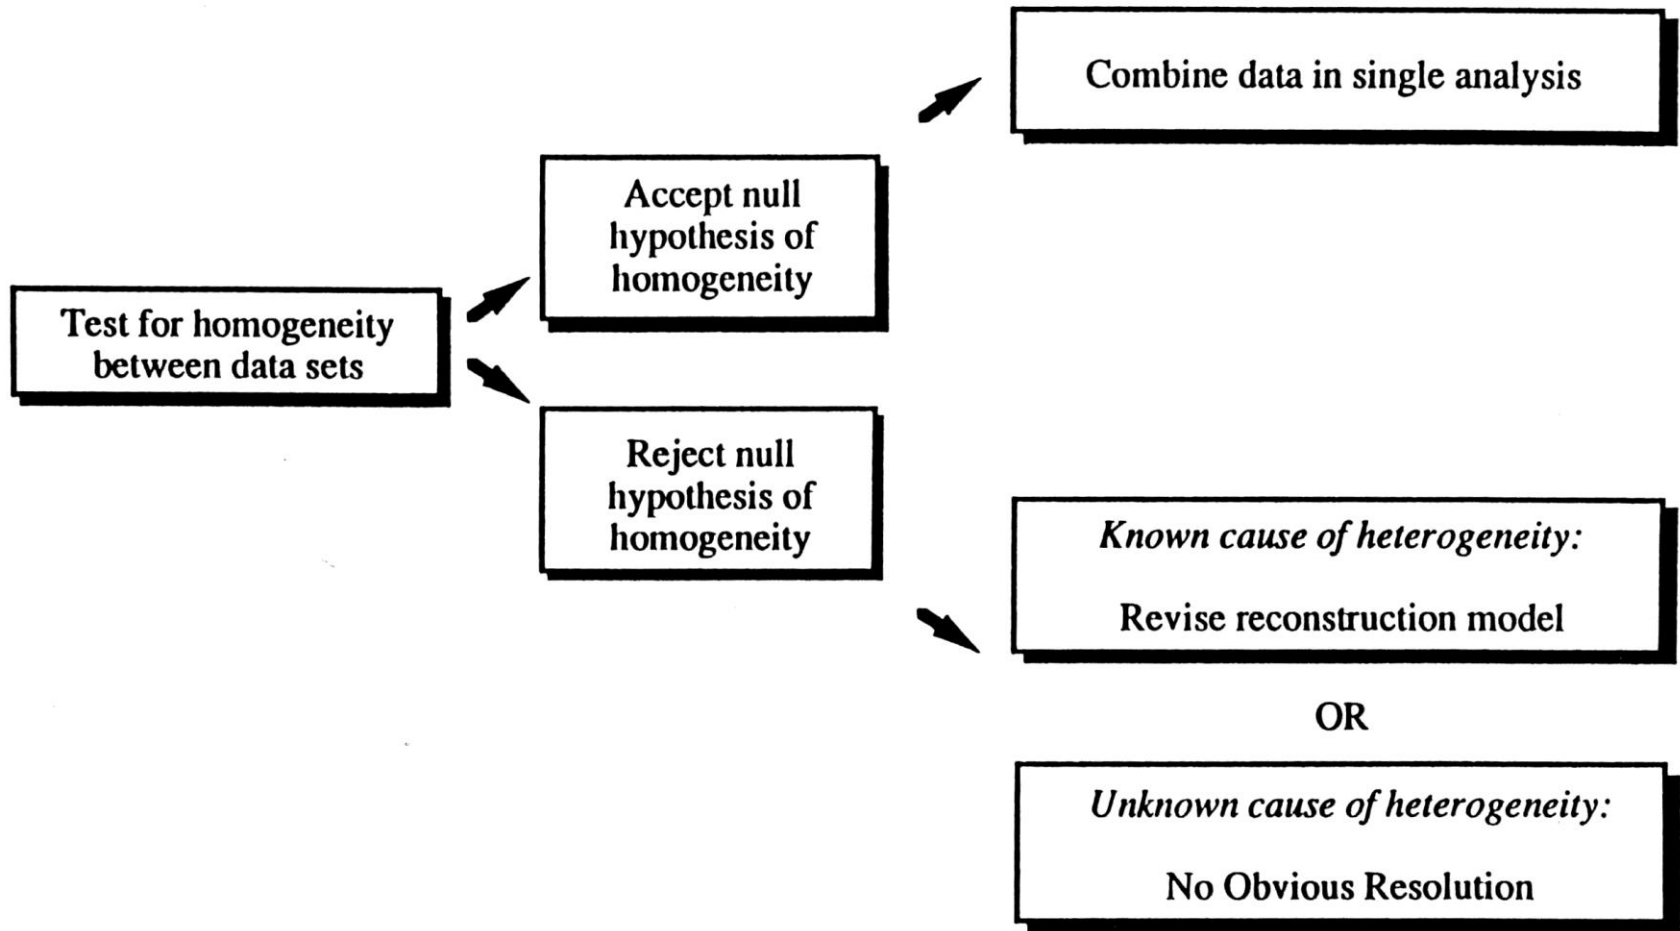 Test for homogeneity
between data sets
Accept null
hypothesis of
homogeneity
Reject null
hypothesis of
homogeneity
Combine data in single analysis
Known cause of heterogeneity:
Revise reconstruction model
OR
Unknown cause of heterogeneity:
No Obvious Resolution